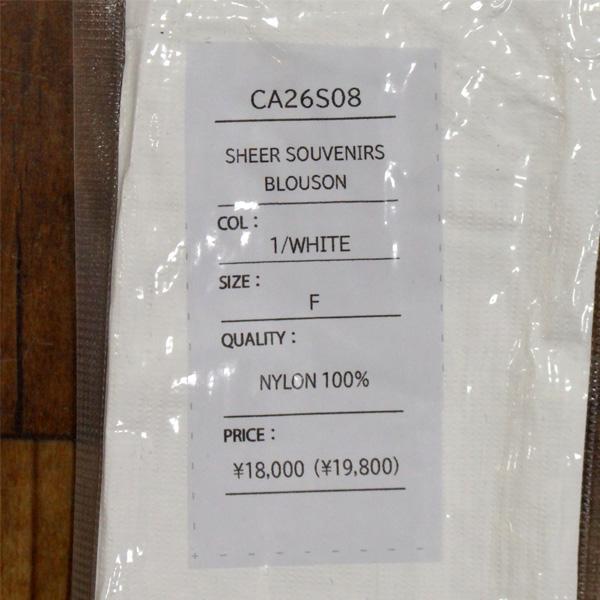 CA26S08
SHEER SOUVENIRS
BLOUSON
COL：
1/WHITE
SIZE：
F
QUALITY：
NYLON 100%
PRICE：
¥18,000 (¥19,800)